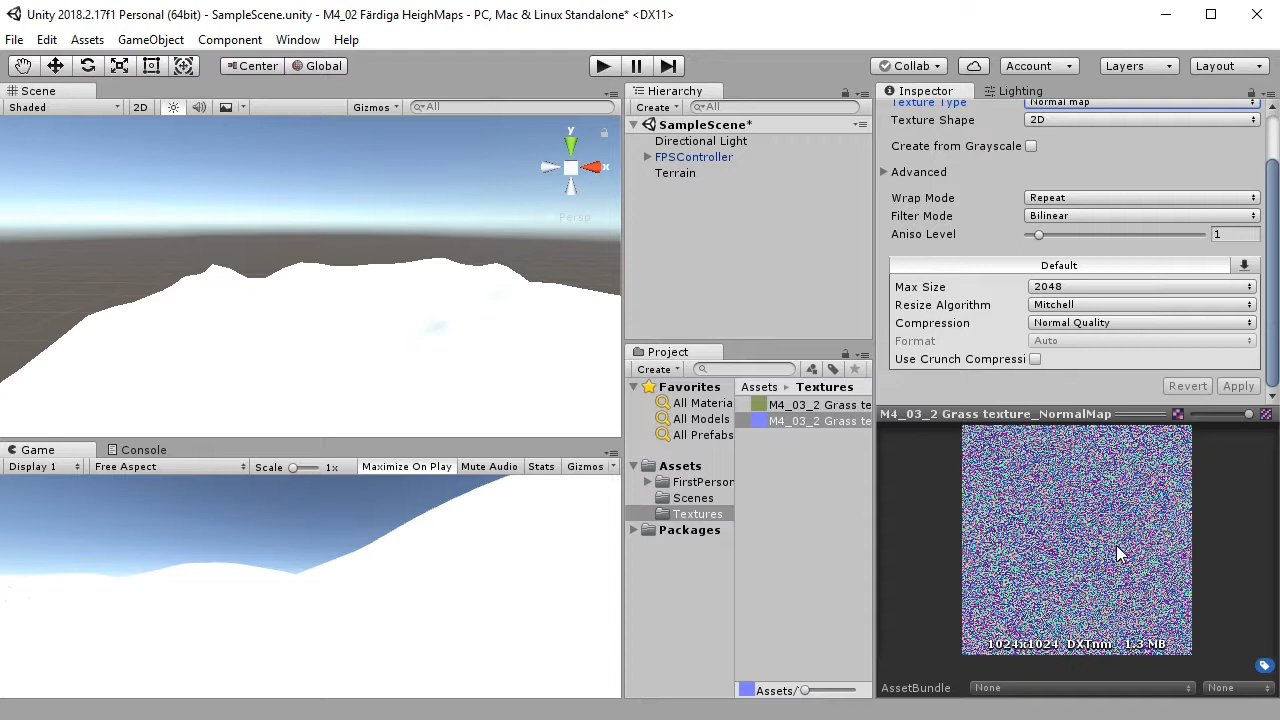 Unity 2018.2.17f1 Personal (64bit) - SampleScene.unity - M4_02 Färdiga HeighMaps - PC, Mac & Linux Standalone* <DX11>
File Edit Assets GameObject Component Window Help
Center Global Collab Account Layers Layout
Scene
Shaded 2D Gizmos All
y
x
Persp
Game Console
Display 1 Free Aspect Scale 1x Maximize On Play Mute Audio Stats Gizmos
Hierarchy
Create All
SampleScene*
Directional Light
FPSController
Terrain
Project
Create
Favorites
All Materia
All Models
All Prefabs
Assets
FirstPerson
Scenes
Textures
Packages
Assets Textures
M4_03_2 Grass te
M4_03_2 Grass te
Assets/
Inspector Lighting
Texture Type Normal map
Texture Shape 2D
Create from Grayscale
Advanced
Wrap Mode Repeat
Filter Mode Bilinear
Aniso Level 1
Default
Max Size 2048
Resize Algorithm Mitchell
Compression Normal Quality
Format Auto
Use Crunch Compressi
Revert Apply
M4_03_2 Grass texture_NormalMap
1024x1024 DXTnm 1.3 MB
AssetBundle None None